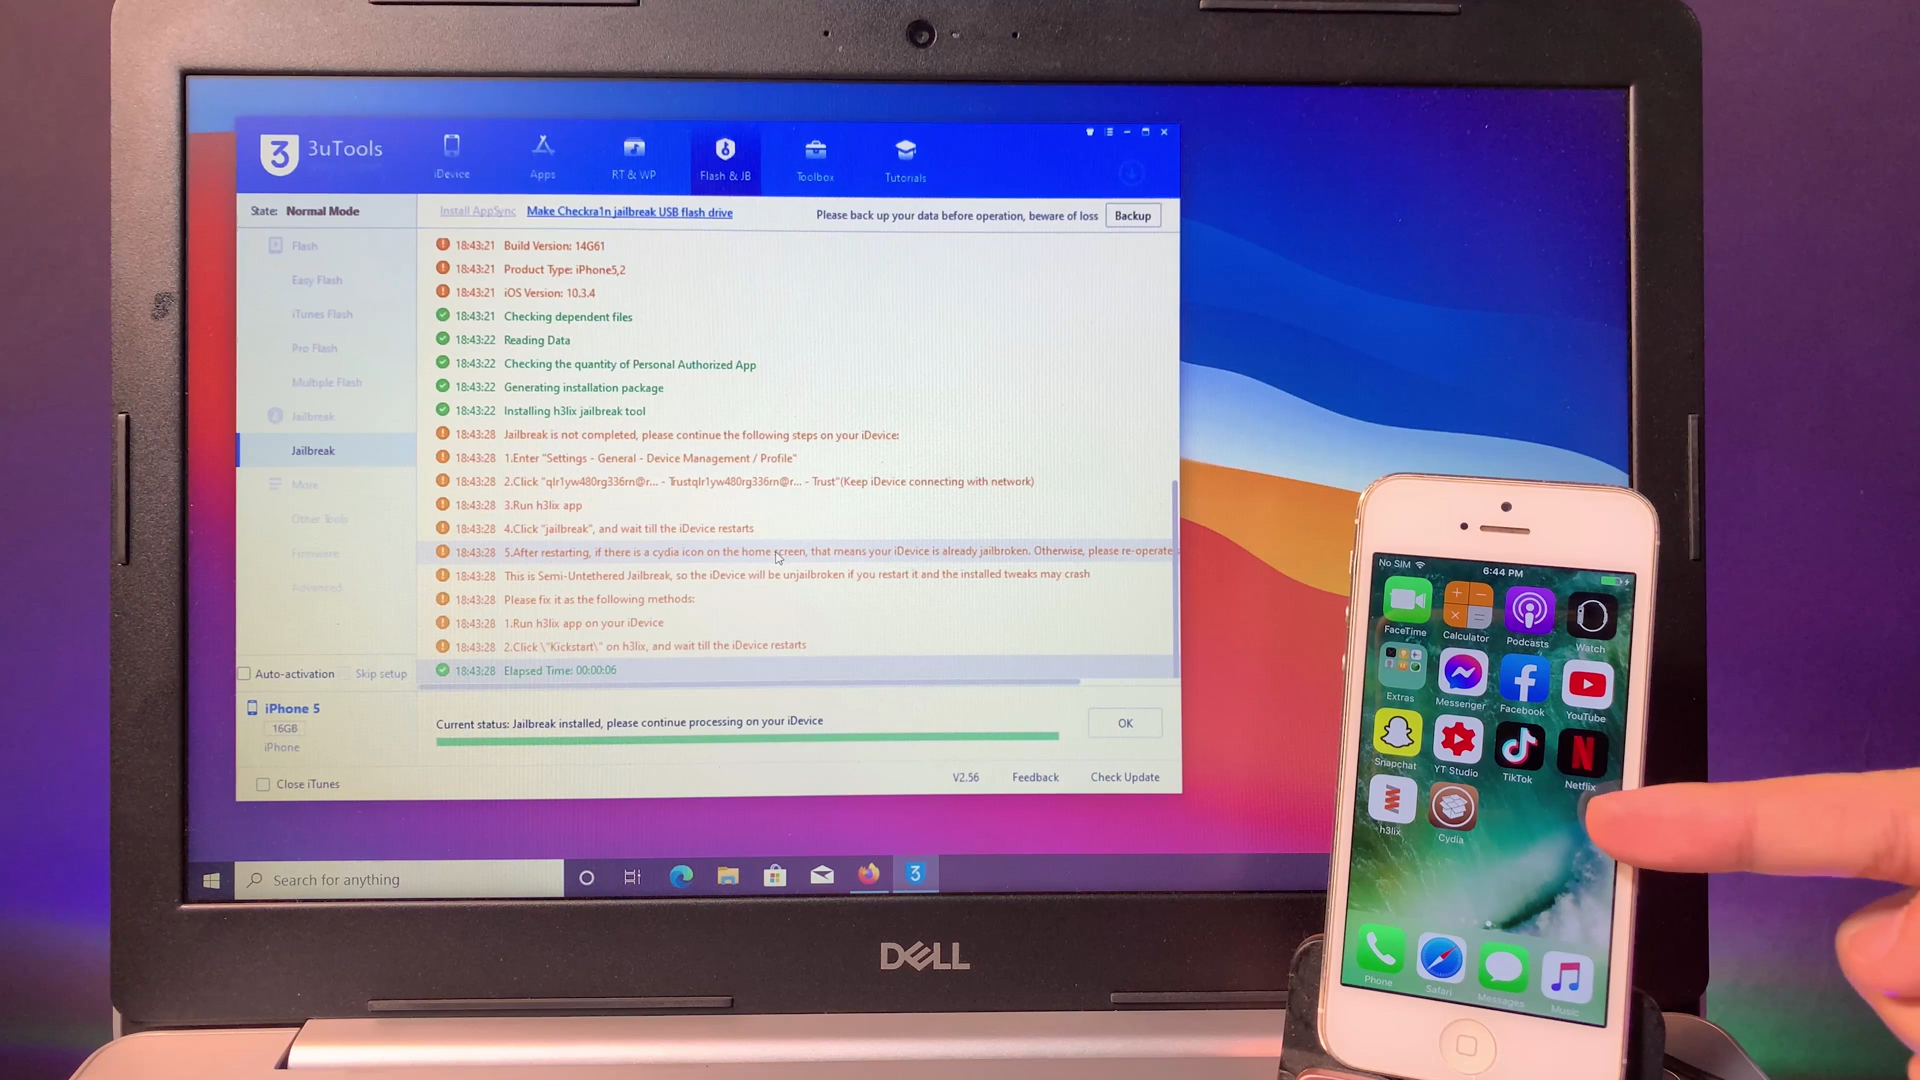 3 3uTools
iDevice
Apps
RT & WP
Flash & JB
Toolbox
Tutorials
State: Normal Mode
Install AppSync
Make Checkra1n jailbreak USB flash drive
Please back up your data before operation, beware of loss
Backup
Flash
Easy Flash
iTunes Flash
Pro Flash
Multiple Flash
Jailbreak
Jailbreak
More
Other Tools
Firmware
Advanced
18:43:21 Build Version: 14G61
18:43:21 Product Type: iPhone5,2
18:43:21 iOS Version: 10.3.4
18:43:21 Checking dependent files
18:43:22 Reading Data
18:43:22 Checking the quantity of Personal Authorized App
18:43:22 Generating installation package
18:43:22 Installing h3lix jailbreak tool
18:43:28 Jailbreak is not completed, please continue the following steps on your iDevice:
18:43:28 1.Enter "Settings - General - Device Management / Profile"
18:43:28 2.Click "qlr1yw480rg336rn@r... - Trustqlr1yw480rg336rn@r... - Trust"(Keep iDevice connecting with network)
18:43:28 3.Run h3lix app
18:43:28 4.Click "jailbreak", and wait till the iDevice restarts
18:43:28 5.After restarting, if there is a cydia icon on the home screen, that means your iDevice is already jailbroken. Otherwise, please re-operate
18:43:28 This is Semi-Untethered Jailbreak, so the iDevice will be unjailbroken if you restart it and the installed tweaks may crash
18:43:28 Please fix it as the following methods:
18:43:28 1.Run h3lix app on your iDevice
18:43:28 2.Click \"Kickstart\" on h3lix, and wait till the iDevice restarts
18:43:28 Elapsed Time: 00:00:06
Auto-activation
Skip setup
iPhone 5
16GB
iPhone
Current status: Jailbreak installed, please continue processing on your iDevice
OK
Close iTunes
V2.56
Feedback
Check Update
Search for anything
3
DELL
No SIM
6:44 PM
FaceTime
Calculator
Podcasts
Watch
Extras
Messenger
Facebook
YouTube
Snapchat
YT Studio
TikTok
N
Netflix
h3lix
Cydia
Phone
Safari
Messages
Music